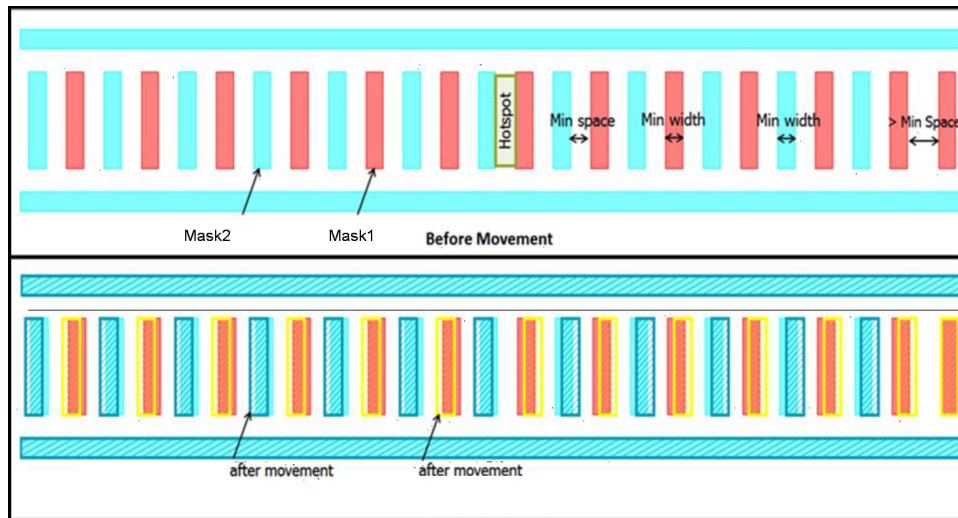 Hotspot
Min space
Min width
Min width
> Min Space
Mask2
Mask1
Before Movement
after movement
after movement